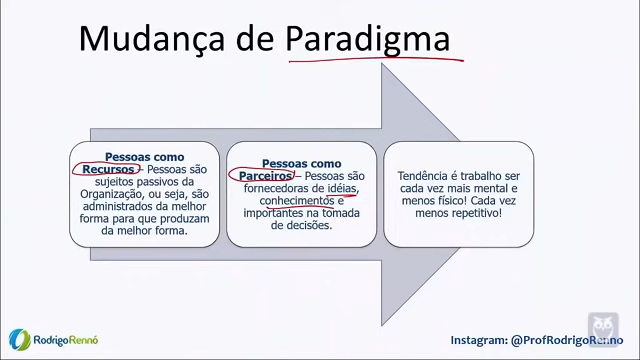 Mudança de Paradigma
Pessoas como
Recursos – Pessoas são
sujeitos passivos da
Organização, ou seja, são
administrados da melhor
forma para que produzam
da melhor forma.
Pessoas como
Parceiros – Pessoas são
fornecedoras de idéias,
conhecimentos e
importantes na tomada
de decisões.
Tendência é trabalho ser
cada vez mais mental e
menos físico! Cada vez
menos repetitivo!
RodrigoRennó
Instagram: @ProfRodrigoRenno